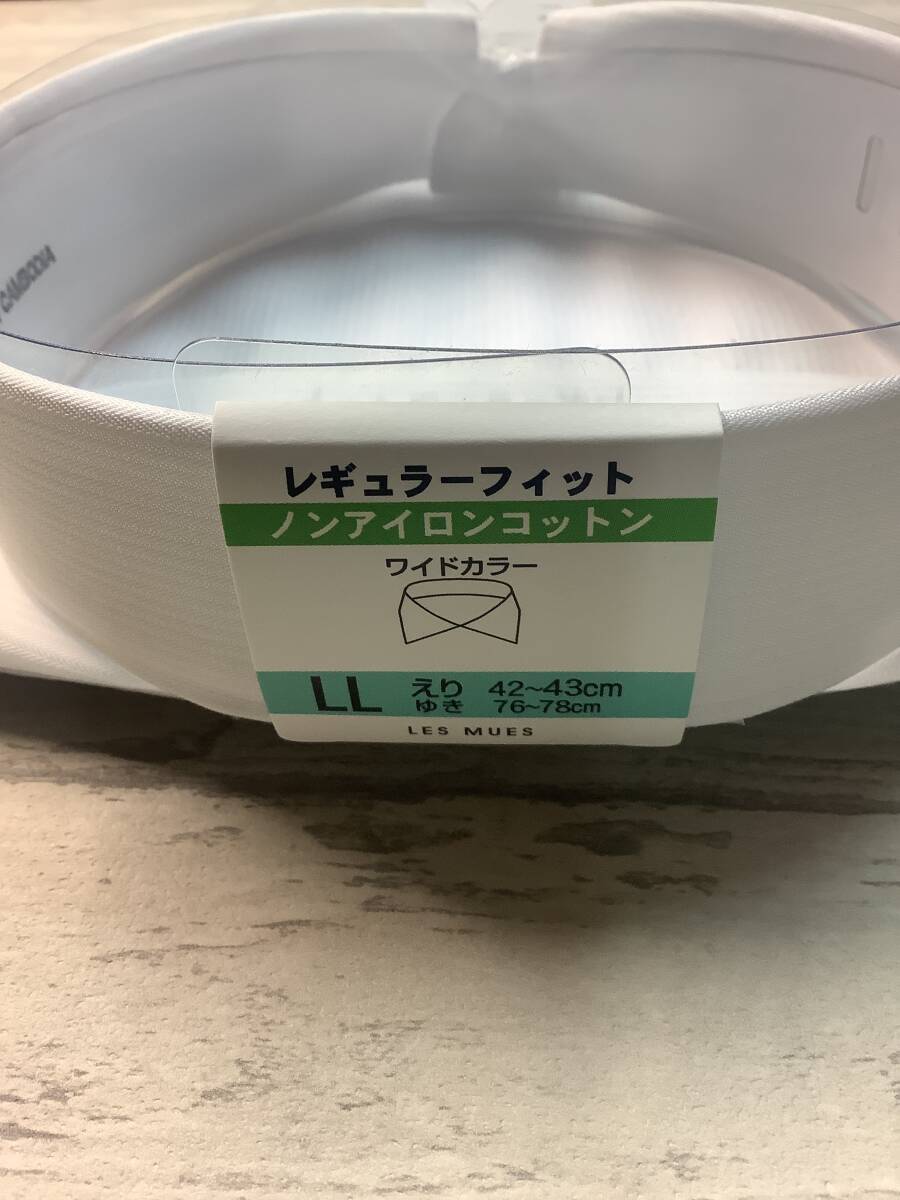 CAMBODIA
レギュラーフィット
ノンアイロンコットン
ワイドカラー
LL えり 42~43cm
ゆき 76~78cm
LES MUES